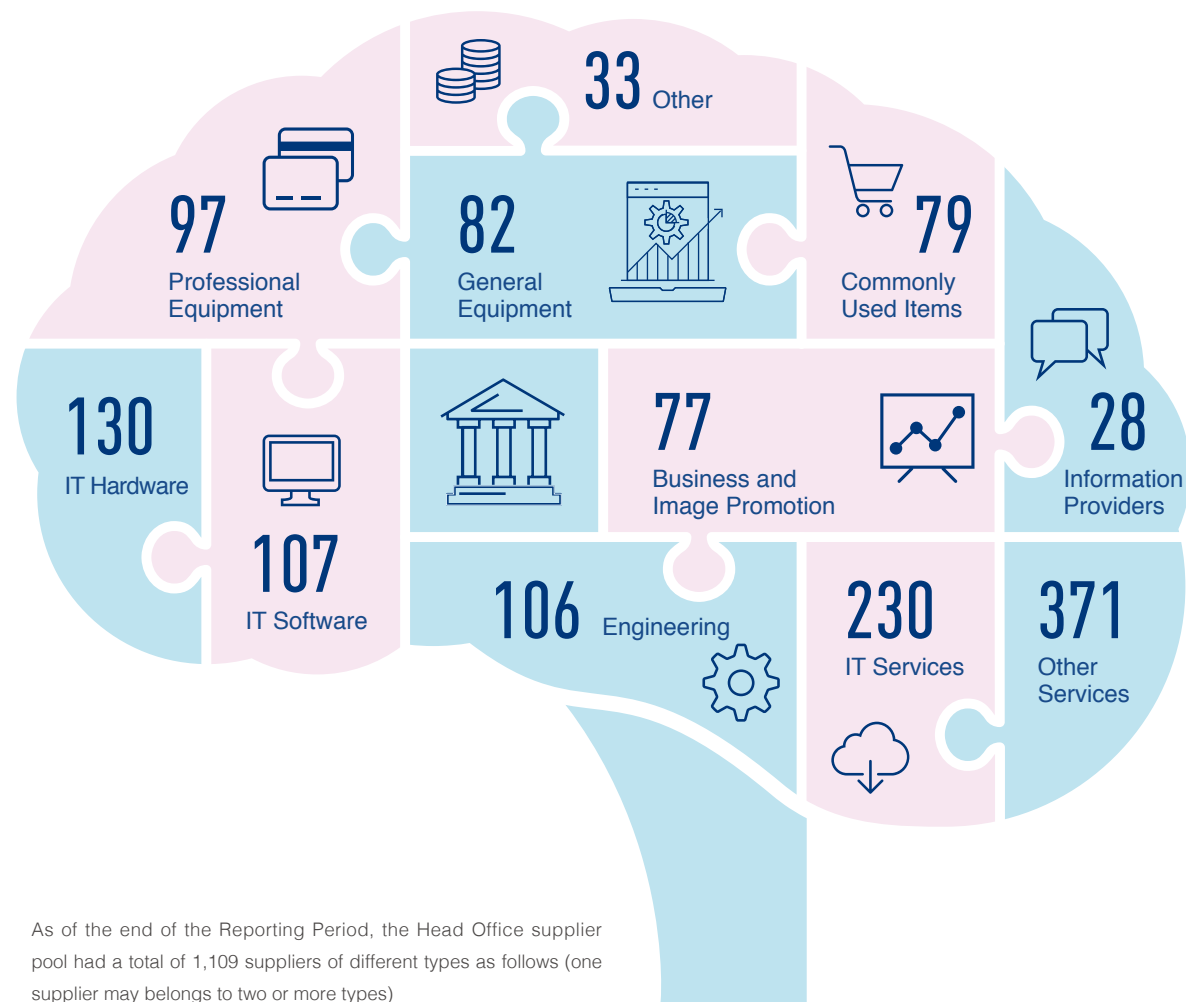 33 Other
97
Professional
Equipment
82
General
Equipment
79
Commonly
Used Items
130
IT Hardware
107
IT Software
77
Business and
Image Promotion
28
Information
Providers
106 Engineering
230
IT Services
371
Other
Services
As of the end of the Reporting Period, the Head Office supplier
pool had a total of 1,109 suppliers of different types as follows (one
supplier may belongs to two or more types)